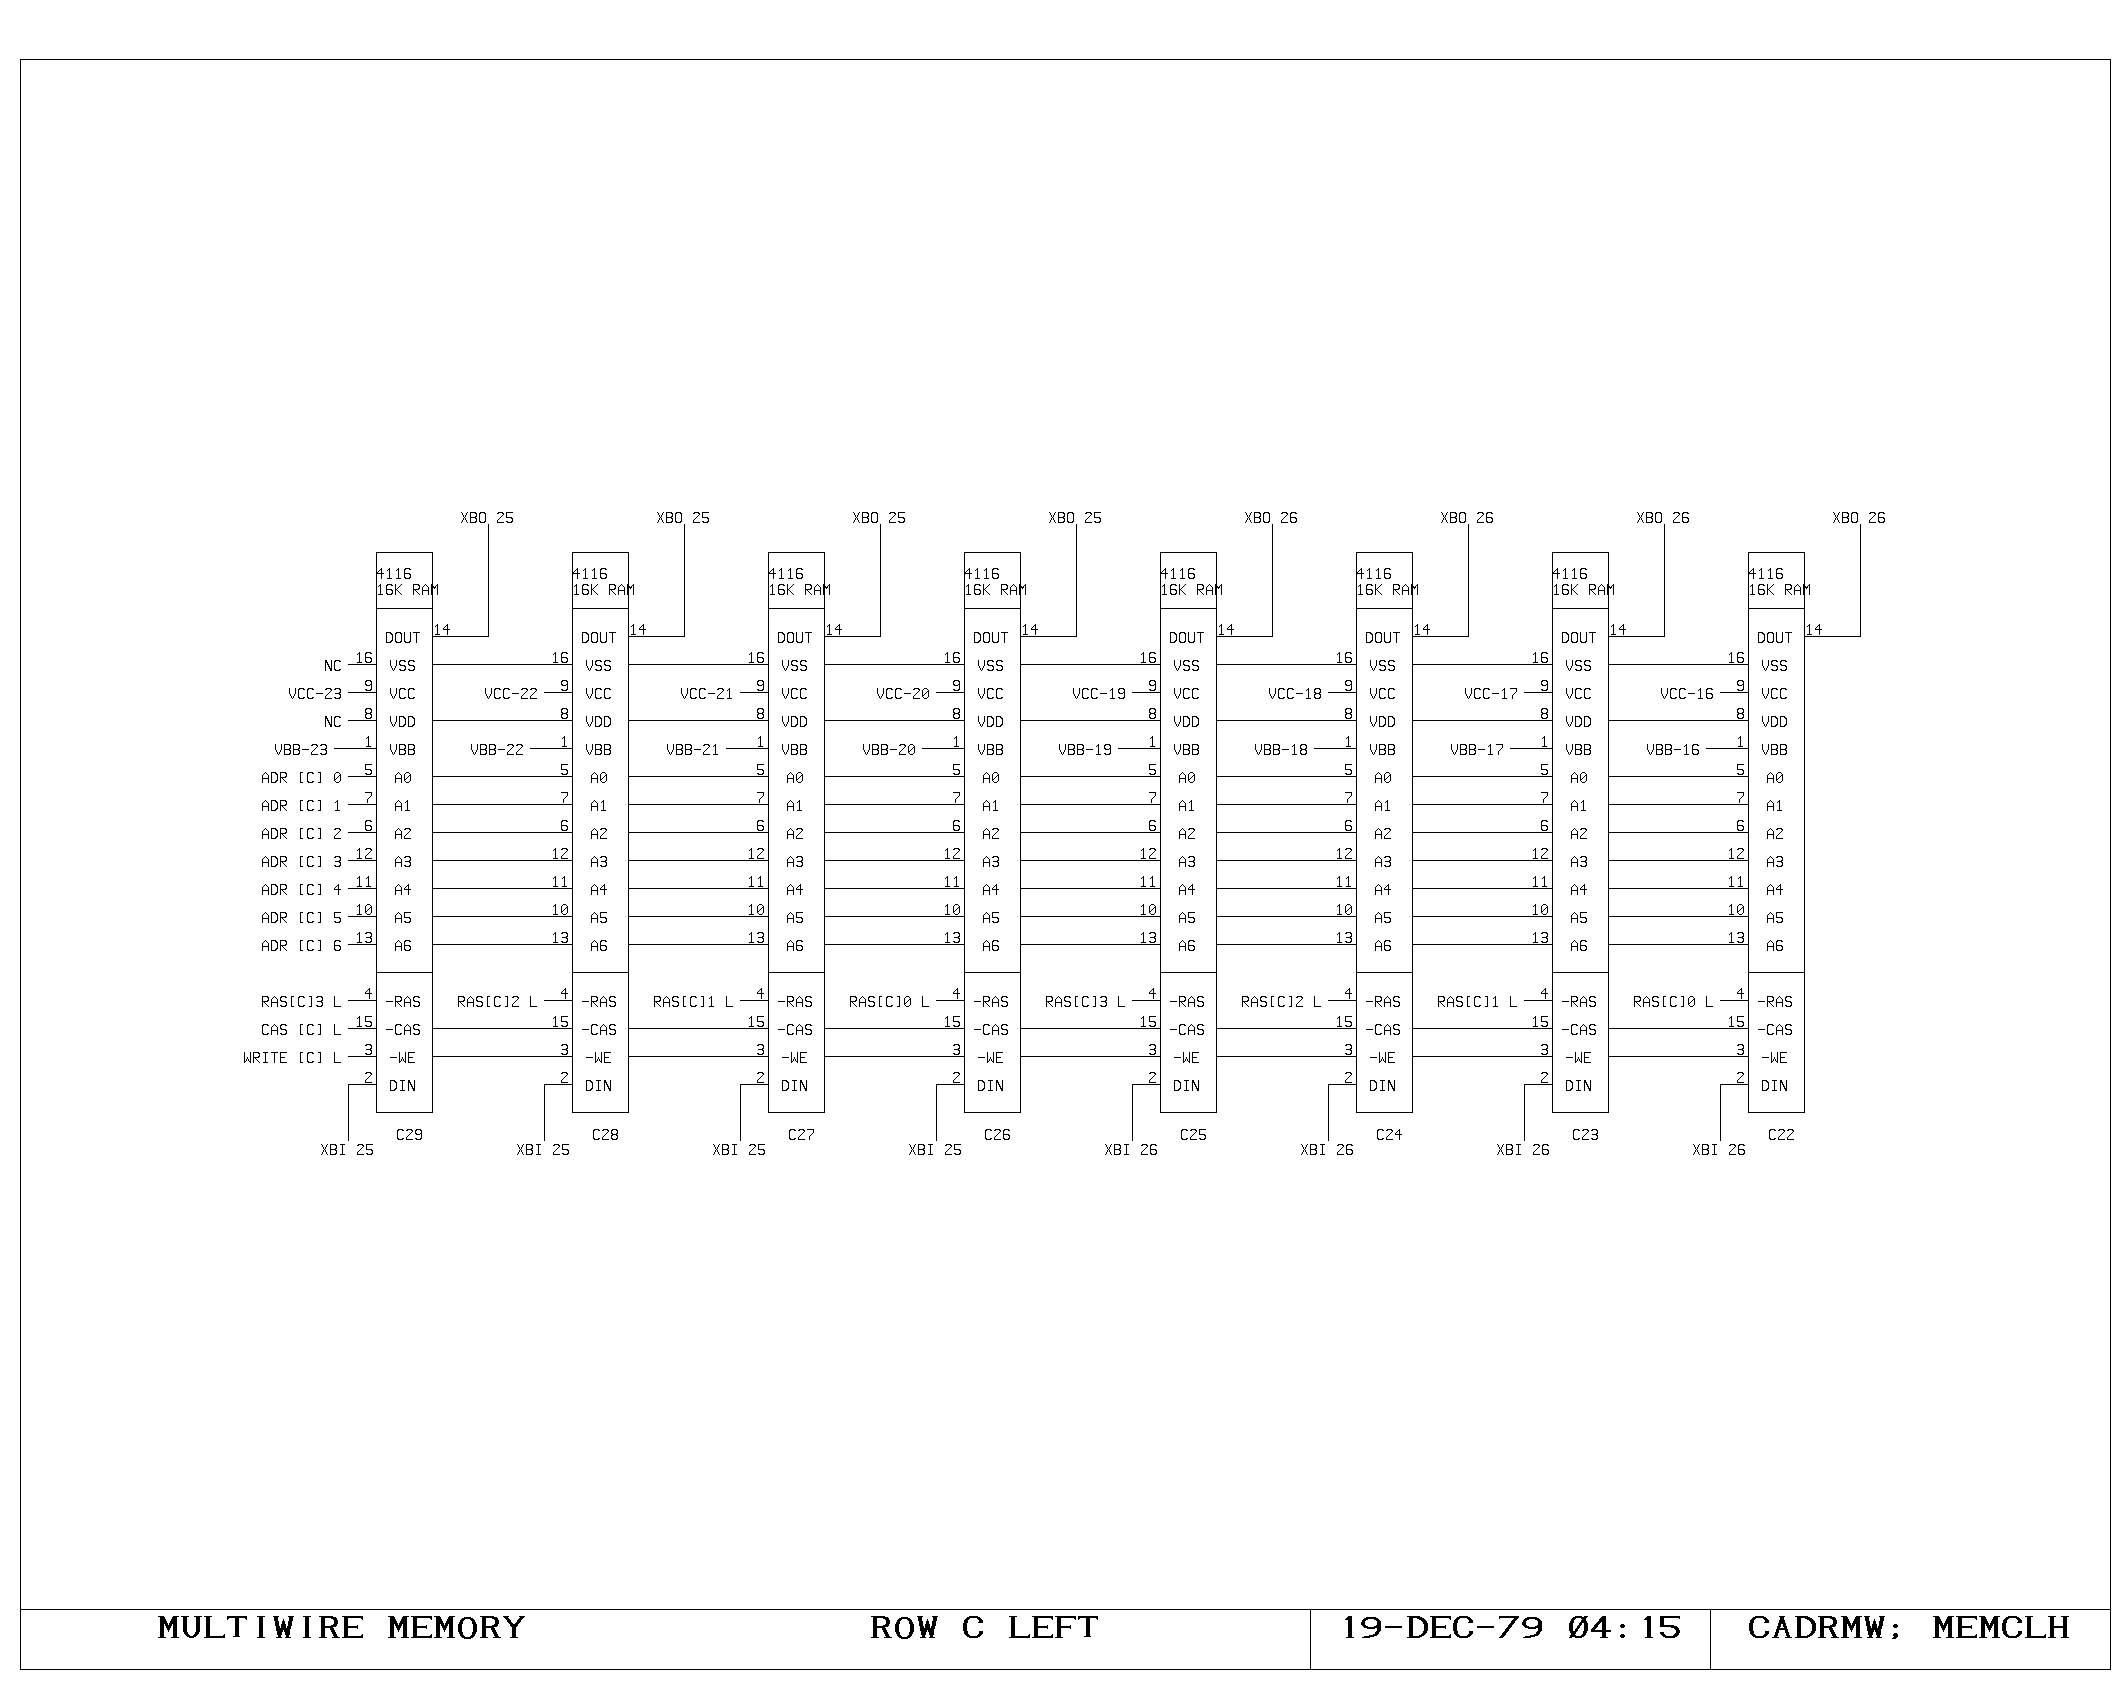 XBO 25 XBO 25 XBO 25 XBO 25 XBO 26 XBO 26 XBO 26 XBO 26
4116 4116 4116 4116 4116 4116 4116 4116
16K RAM 16K RAM 16K RAM 16K RAM 16K RAM 16K RAM 16K RAM 16K RAM
DOUT 14 DOUT 14 DOUT 14 DOUT 14 DOUT 14 DOUT 14 DOUT 14 DOUT 14
NC 16 VSS 16 VSS 16 VSS 16 VSS 16 VSS 16 VSS 16 VSS 16 VSS
VCC-23 9 VCC VCC-22 9 VCC VCC-21 9 VCC VCC-20 9 VCC VCC-19 9 VCC VCC-18 9 VCC VCC-17 9 VCC VCC-16 9 VCC
NC 8 VDD 8 VDD 8 VDD 8 VDD 8 VDD 8 VDD 8 VDD 8 VDD
VBB-23 1 VBB VBB-22 1 VBB VBB-21 1 VBB VBB-20 1 VBB VBB-19 1 VBB VBB-18 1 VBB VBB-17 1 VBB VBB-16 1 VBB
ADR [C] 0 5 A0 5 A0 5 A0 5 A0 5 A0 5 A0 5 A0 5 A0
ADR [C] 1 7 A1 7 A1 7 A1 7 A1 7 A1 7 A1 7 A1 7 A1
ADR [C] 2 6 A2 6 A2 6 A2 6 A2 6 A2 6 A2 6 A2 6 A2
ADR [C] 3 12 A3 12 A3 12 A3 12 A3 12 A3 12 A3 12 A3 12 A3
ADR [C] 4 11 A4 11 A4 11 A4 11 A4 11 A4 11 A4 11 A4 11 A4
ADR [C] 5 10 A5 10 A5 10 A5 10 A5 10 A5 10 A5 10 A5 10 A5
ADR [C] 6 13 A6 13 A6 13 A6 13 A6 13 A6 13 A6 13 A6 13 A6
RAS[C]3 L 4 -RAS RAS[C]2 L 4 -RAS RAS[C]1 L 4 -RAS RAS[C]0 L 4 -RAS RAS[C]3 L 4 -RAS RAS[C]2 L 4 -RAS RAS[C]1 L 4 -RAS RAS[C]0 L 4 -RAS
CAS [C] L 15 -CAS 15 -CAS 15 -CAS 15 -CAS 15 -CAS 15 -CAS 15 -CAS 15 -CAS
WRITE [C] L 3 -WE 3 -WE 3 -WE 3 -WE 3 -WE 3 -WE 3 -WE 3 -WE
2 DIN 2 DIN 2 DIN 2 DIN 2 DIN 2 DIN 2 DIN 2 DIN
C29 C28 C27 C26 C25 C24 C23 C22
XBI 25 XBI 25 XBI 25 XBI 25 XBI 26 XBI 26 XBI 26 XBI 26
MULTIWIRE MEMORY ROW C LEFT 19-DEC-79 Ø4:15 CADRMW; MEMCLH